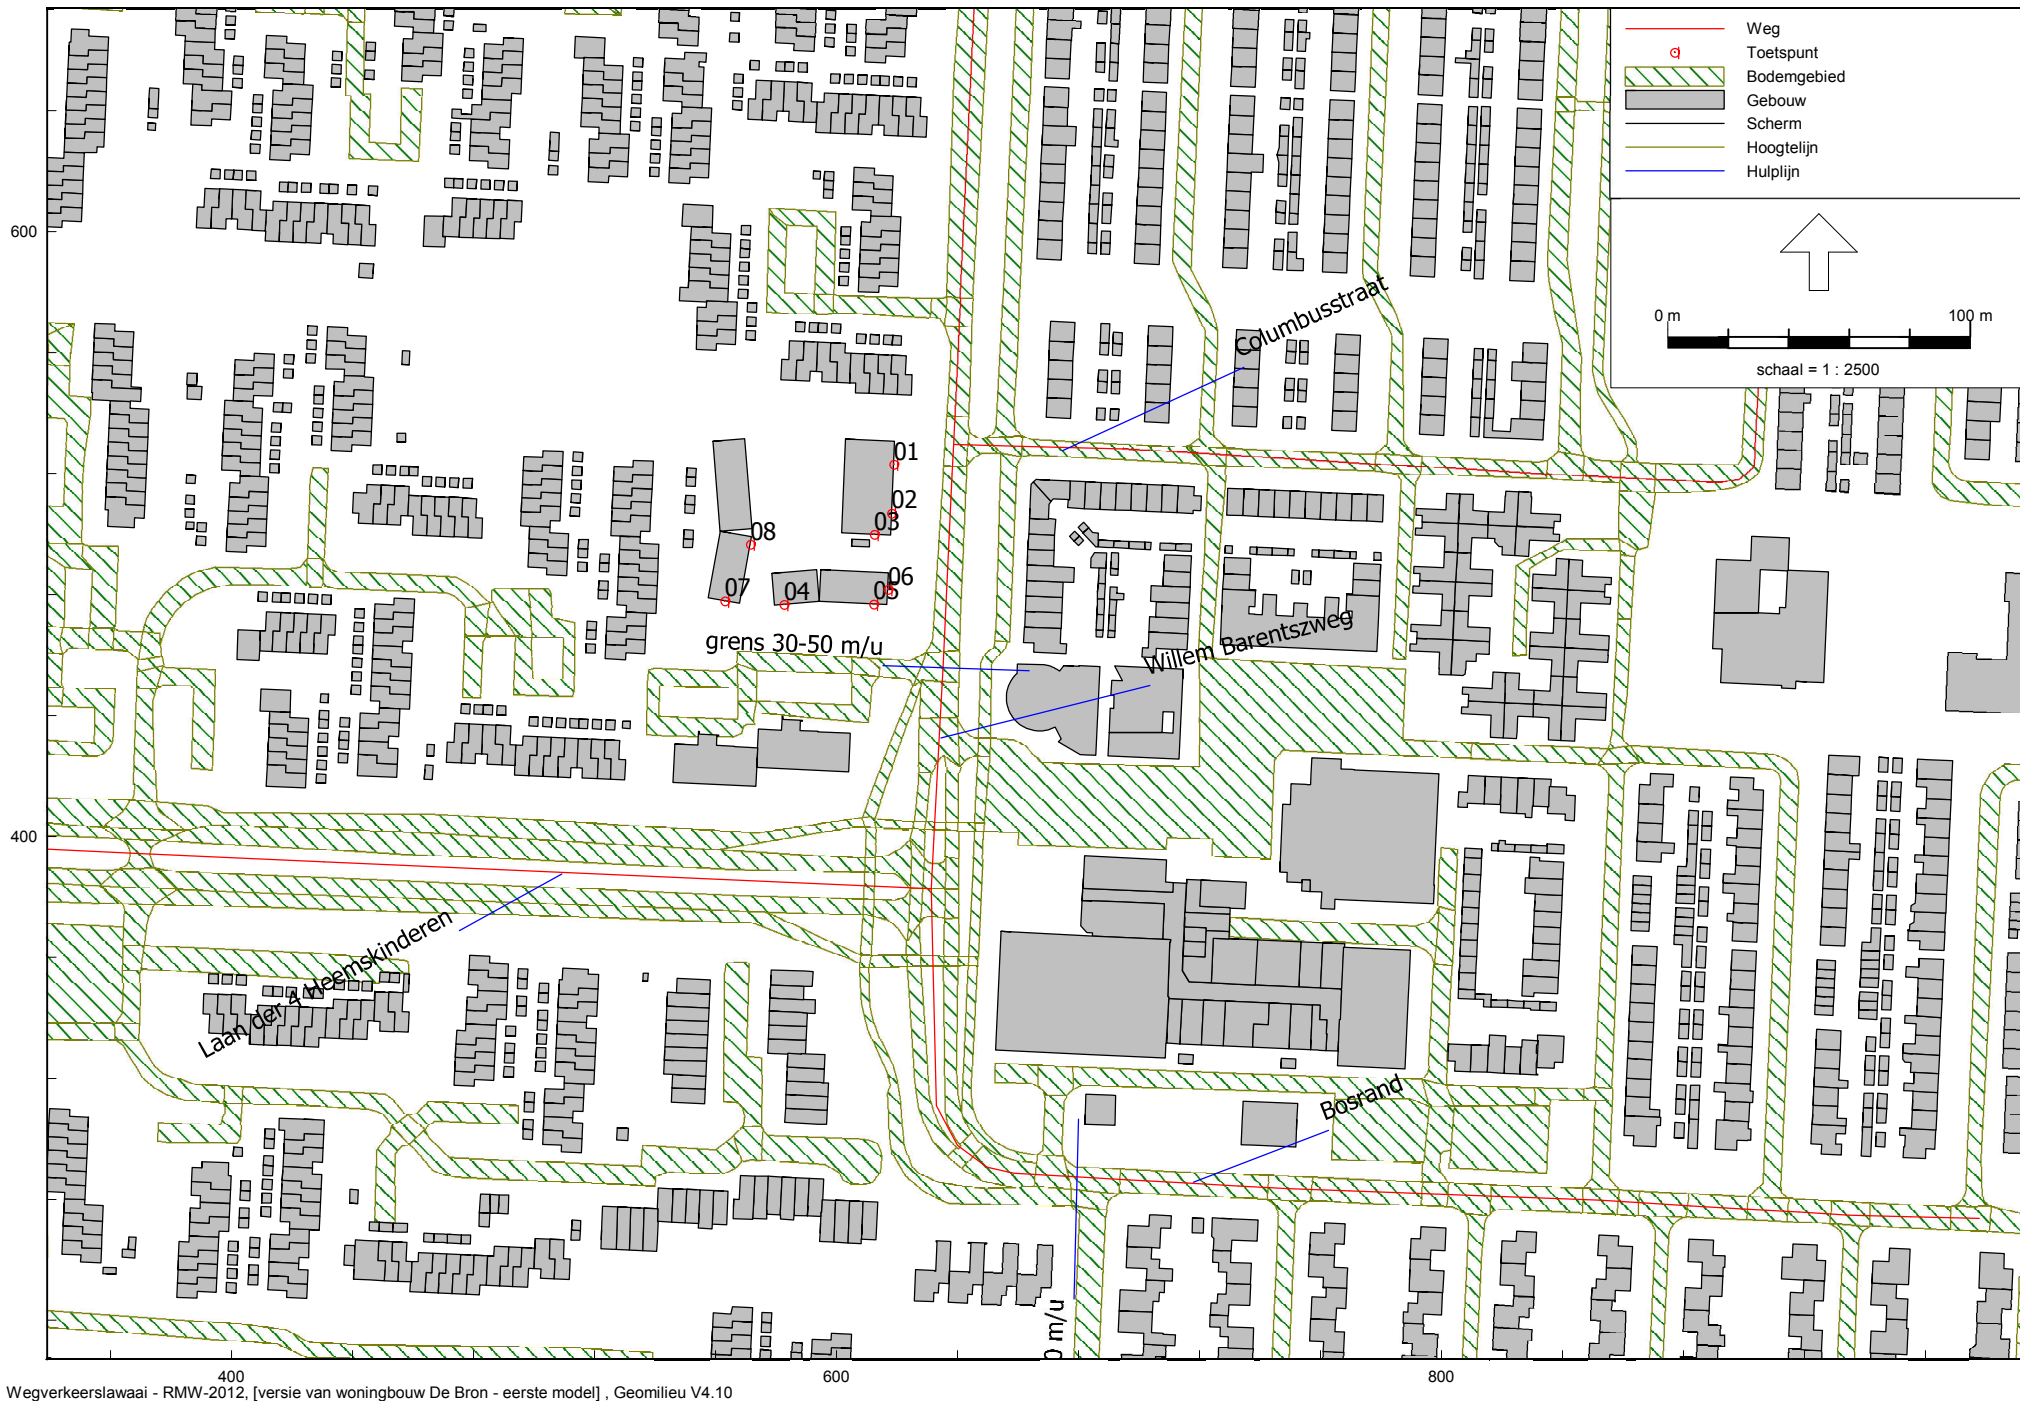 Weg
Toetspunt
Bodemgebied
Gebouw
Scherm
Hoogtelijn
Hulplijn
600
0 m
100 m
schaal = 1 : 2500
Columbusstraat
01
02
03
08
06
07
04
05
grens 30-50 m/u
Willem Barentszweg
400
Laan der 4 Heemskinderen
Bosrand
m/u
400
600
800
Wegverkeerslawaai - RMW-2012, [versie van woningbouw De Bron - eerste model] , Geomilieu V4.10